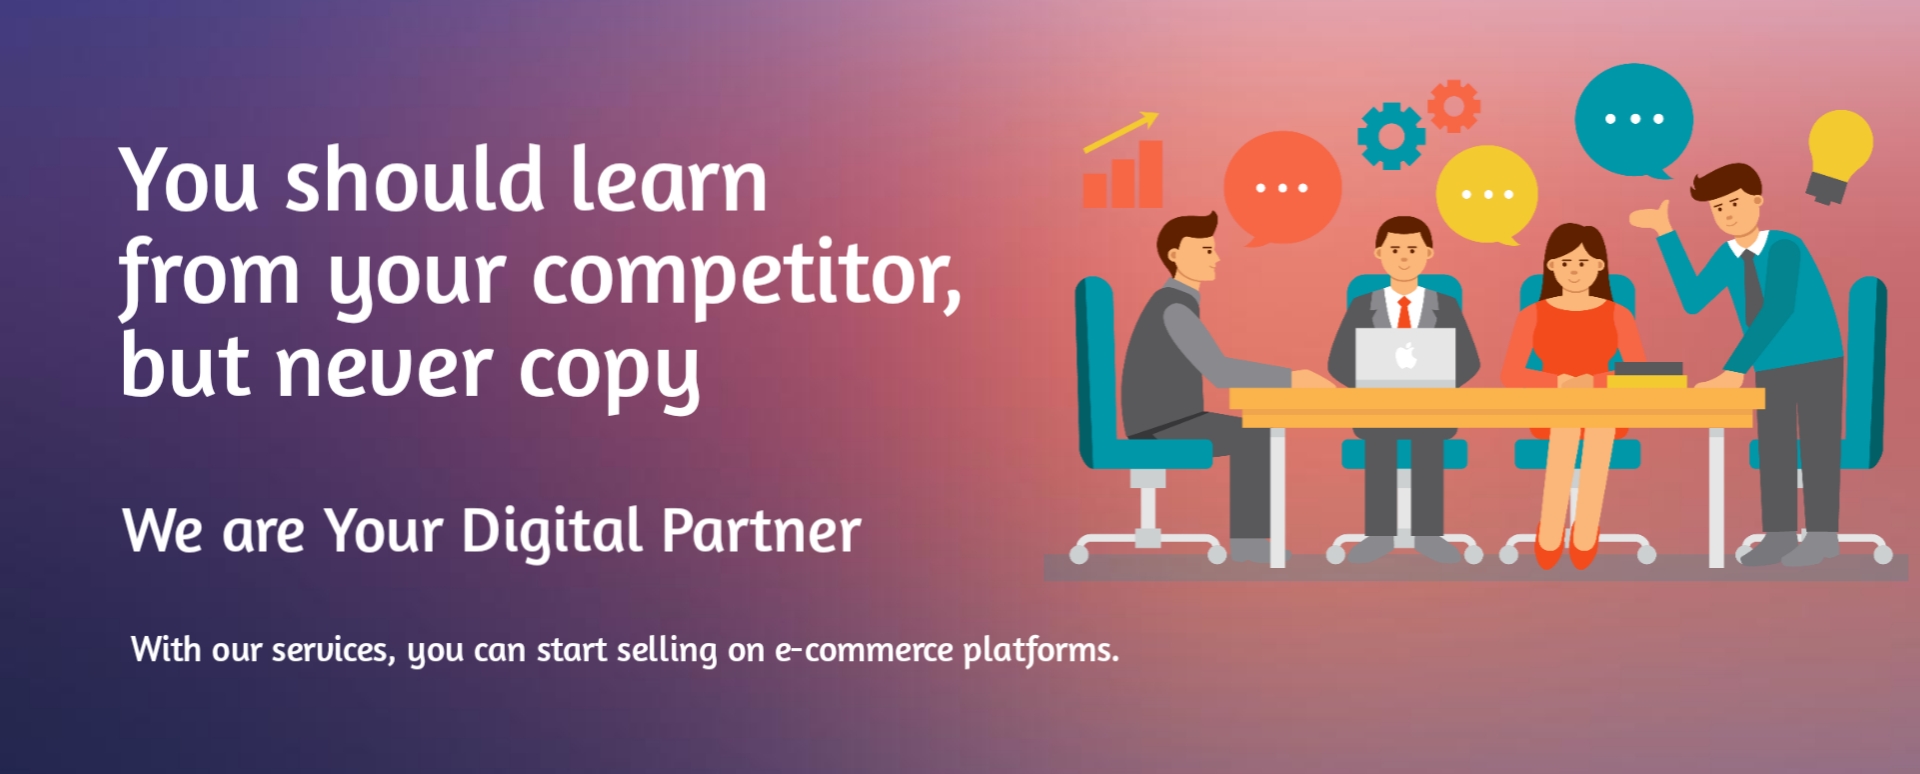 You should learn
from your competitor,
but never copy
We are Your Digital Partner
With our services, you can start selling on e-commerce platforms.